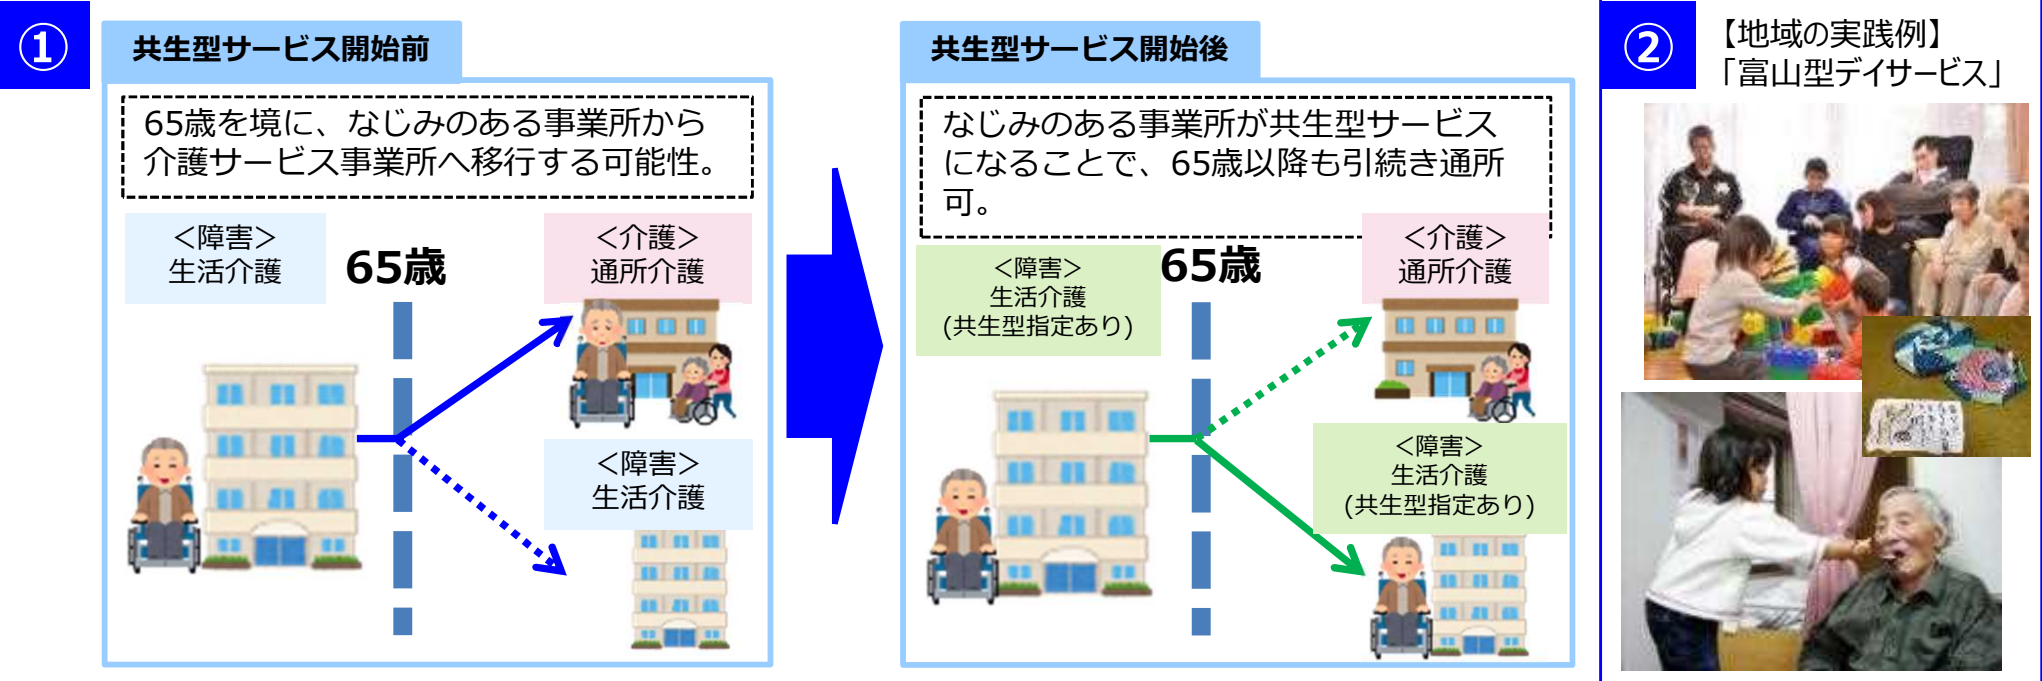 ①
共生型サービス開始前
65歳を境に、なじみのある事業所から
介護サービス事業所へ移行する可能性。
＜障害＞
生活介護
65歳
＜介護＞
通所介護
＜障害＞
生活介護
共生型サービス開始後
なじみのある事業所が共生型サービス
になることで、65歳以降も引続き通所
可。
＜障害＞
生活介護
(共生型指定あり)
65歳
＜介護＞
通所介護
＜障害＞
生活介護
(共生型指定あり)
②
【地域の実践例】
「富山型デイサービス」